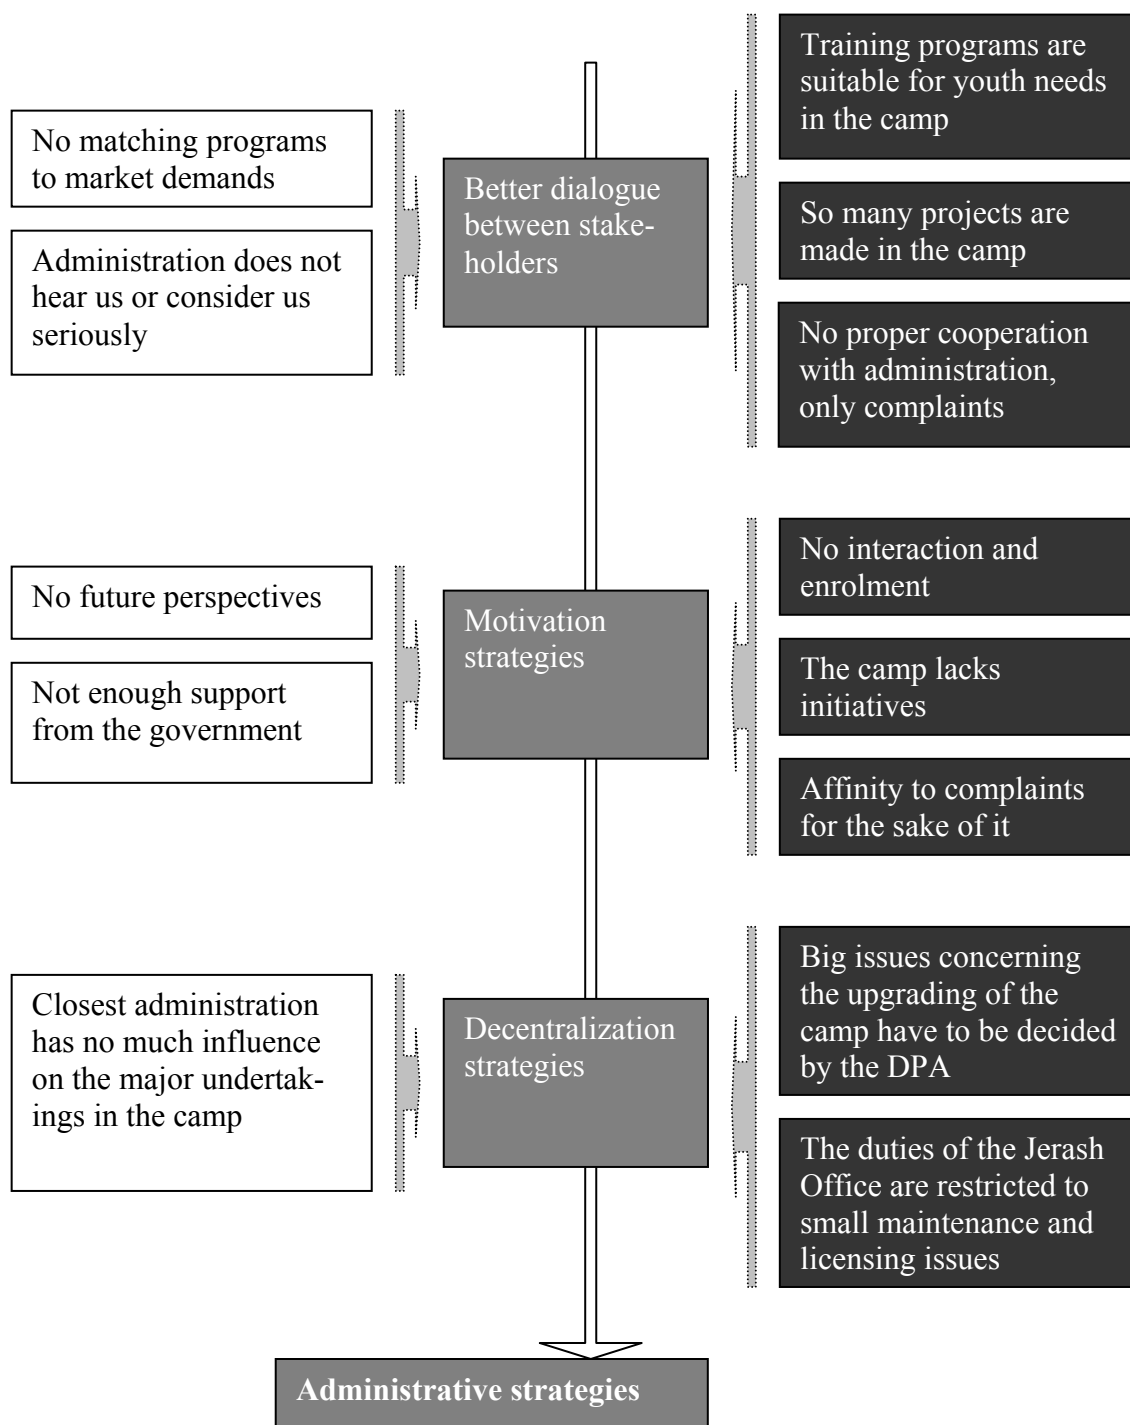 No matching programs
to market demands
Administration does not
hear us or consider us
seriously
Better dialogue
between stake-
holders
Training programs are
suitable for youth needs
in the camp
So many projects are
made in the camp
No proper cooperation
with administration,
only complaints
No future perspectives
Not enough support
from the government
Motivation
strategies
No interaction and
enrolment
The camp lacks
initiatives
Affinity to complaints
for the sake of it
Closest administration
has no much influence
on the major undertak-
ings in the camp
Decentralization
strategies
Big issues concerning
the upgrading of the
camp have to be decided
by the DPA
The duties of the Jerash
Office are restricted to
small maintenance and
licensing issues
Administrative strategies